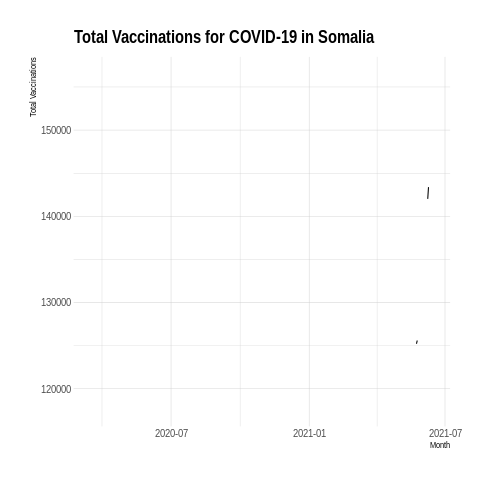 Total Vaccinations for COVID-19 in Somalia
Total Vaccinations
150000
140000
130000
120000
2020-07
2021-01
2021-07
Month